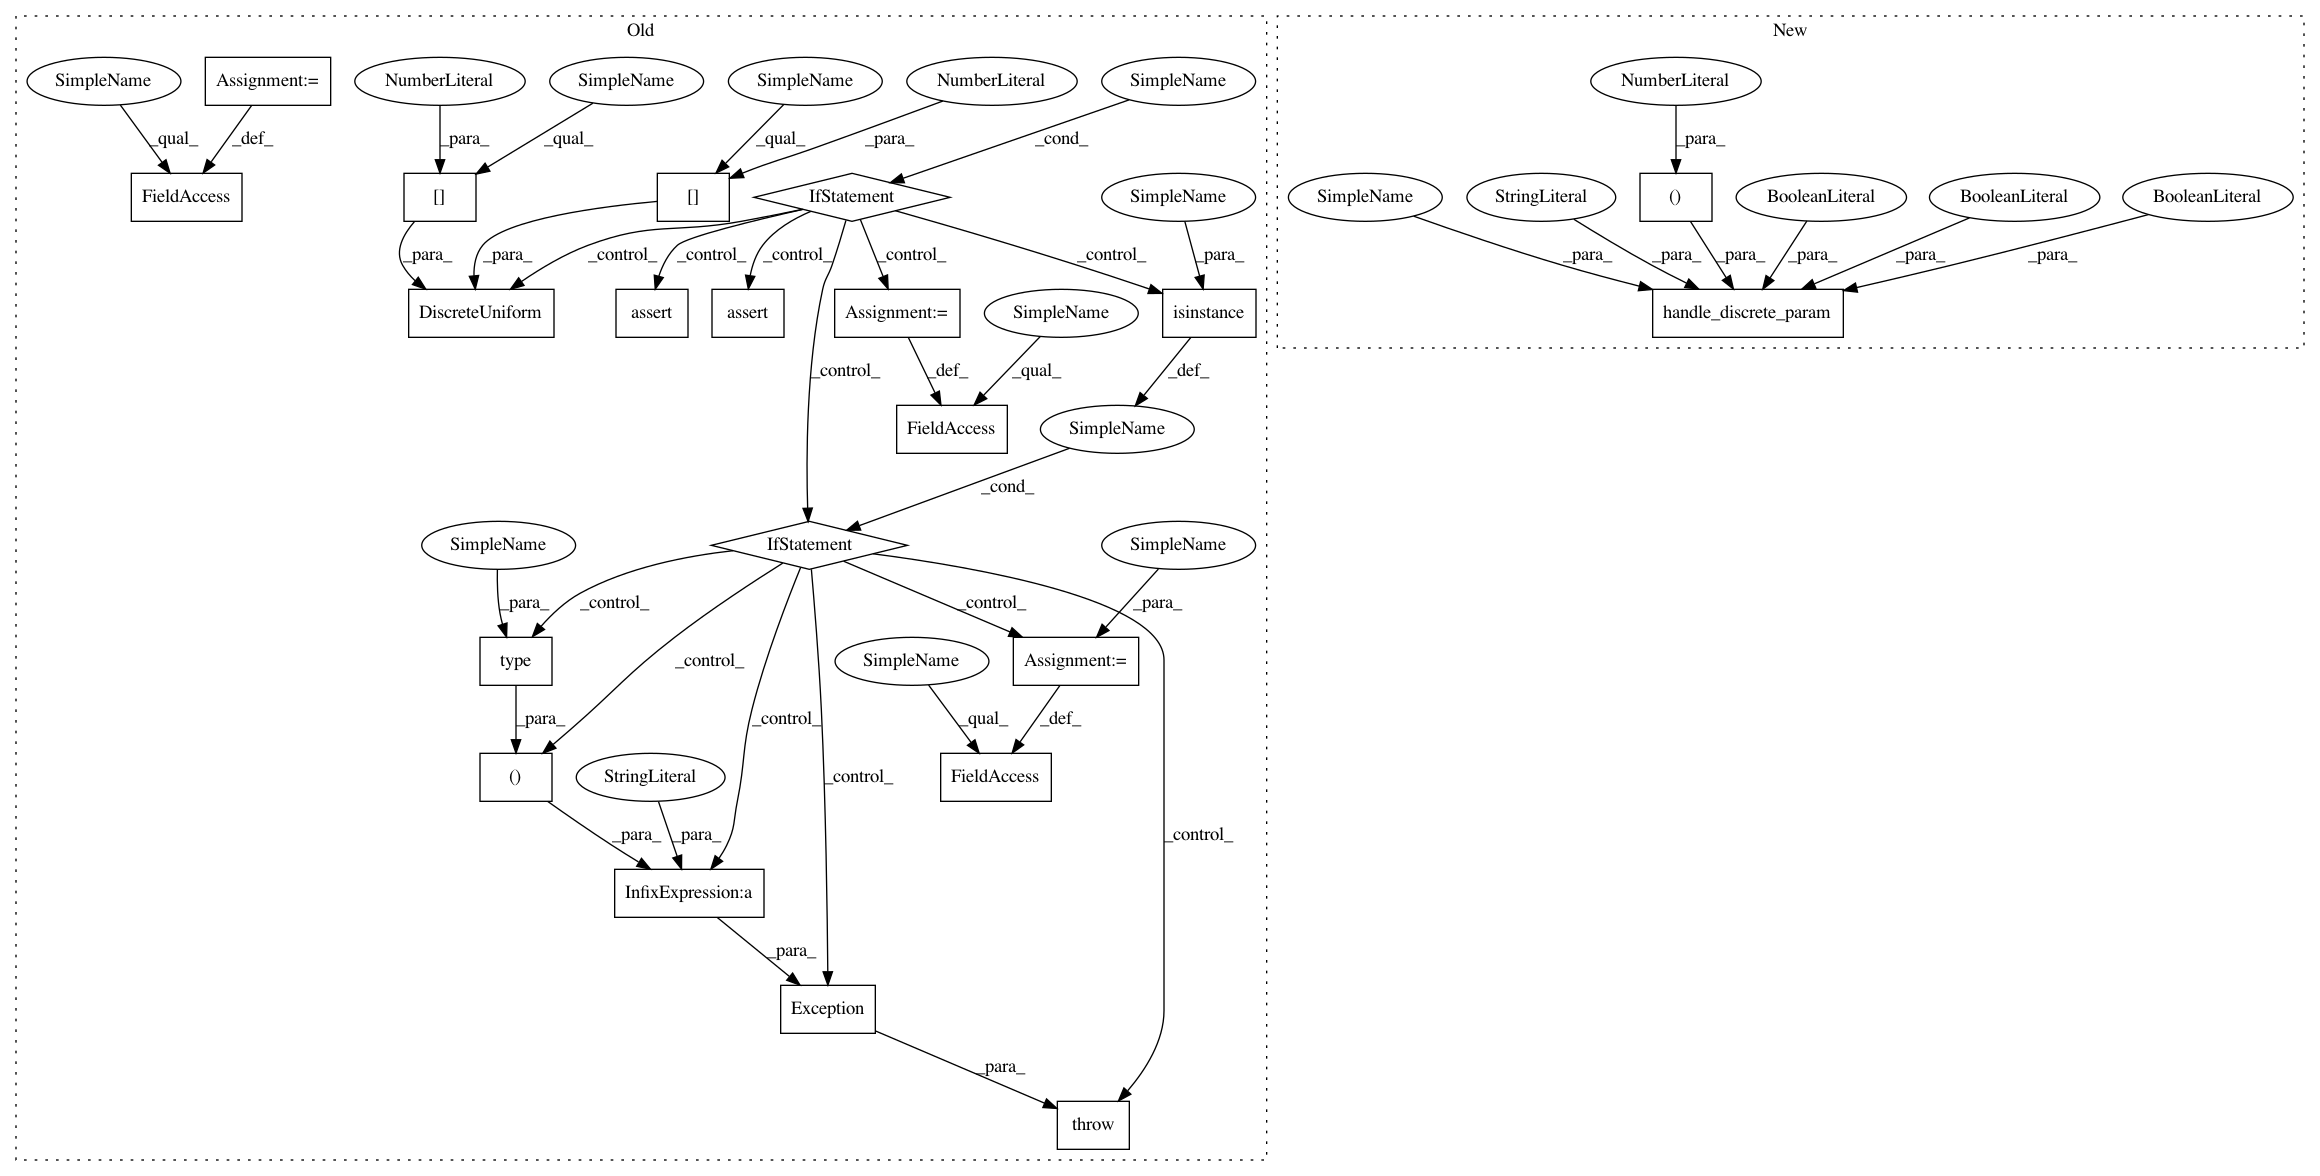 Old
New
SimpleName
Assignment:=
NumberLiteral
SimpleName
SimpleName
NumberLiteral
SimpleName
NumberLiteral
_qual_
_def_
_para_
_qual_
_qual_
_para_
_cond_
_para_
FieldAccess
[]
[]
IfStatement
SimpleName
SimpleName
StringLiteral
()
BooleanLiteral
BooleanLiteral
BooleanLiteral
_para_
_para_
_control_
_control_
_control_
_control_
_control_
_para_
_para_
_para_
_para_
_para_
_para_
_para_
DiscreteUniform
assert
assert
Assignment:=
SimpleName
isinstance
handle_discrete_param
_control_
_def_
_qual_
_def_
FieldAccess
SimpleName
_cond_
SimpleName
IfStatement
SimpleName
_para_
_control_
_control_
_para_
type
SimpleName
Assignment:=
_control_
_para_
_control_
_qual_
_def_
()
StringLiteral
FieldAccess
_control_
_para_
_para_
_control_
InfixExpression:a
_para_
Exception
_para_
throw